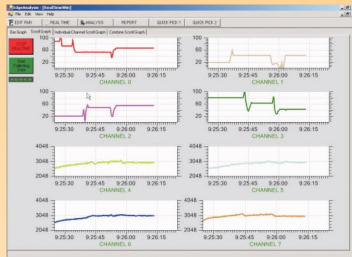 EdgeAnalysis - [RealtimeWin]
File Edit View Help
EDIT PAR REAL TIME ANALYSIS REPORT QUICK PICK 1 QUICK PICK 2
Bar Graph Scroll Graph Individual Channel Scroll Graph Combine Scroll Graph
100 60 20
9:25:30 9:25:45 9:26:00 9:26:15
CHANNEL 0
100 60 20
9:25:30 9:25:45 9:26:00 9:26:15
CHANNEL 1
100 60 20
9:25:30 9:25:45 9:26:00 9:26:15
CHANNEL 2
100 60 20
9:25:30 9:25:45 9:26:00 9:26:15
CHANNEL 3
4048 3048 2048
9:25:30 9:25:45 9:26:00 9:26:15
CHANNEL 4
4048 3048 2048
9:25:30 9:25:45 9:26:00 9:26:15
CHANNEL 5
4048 3048 2048
9:25:30 9:25:45 9:26:00 9:26:15
CHANNEL 6
4048 3048 2048
9:25:30 9:25:45 9:26:00 9:26:15
CHANNEL 7